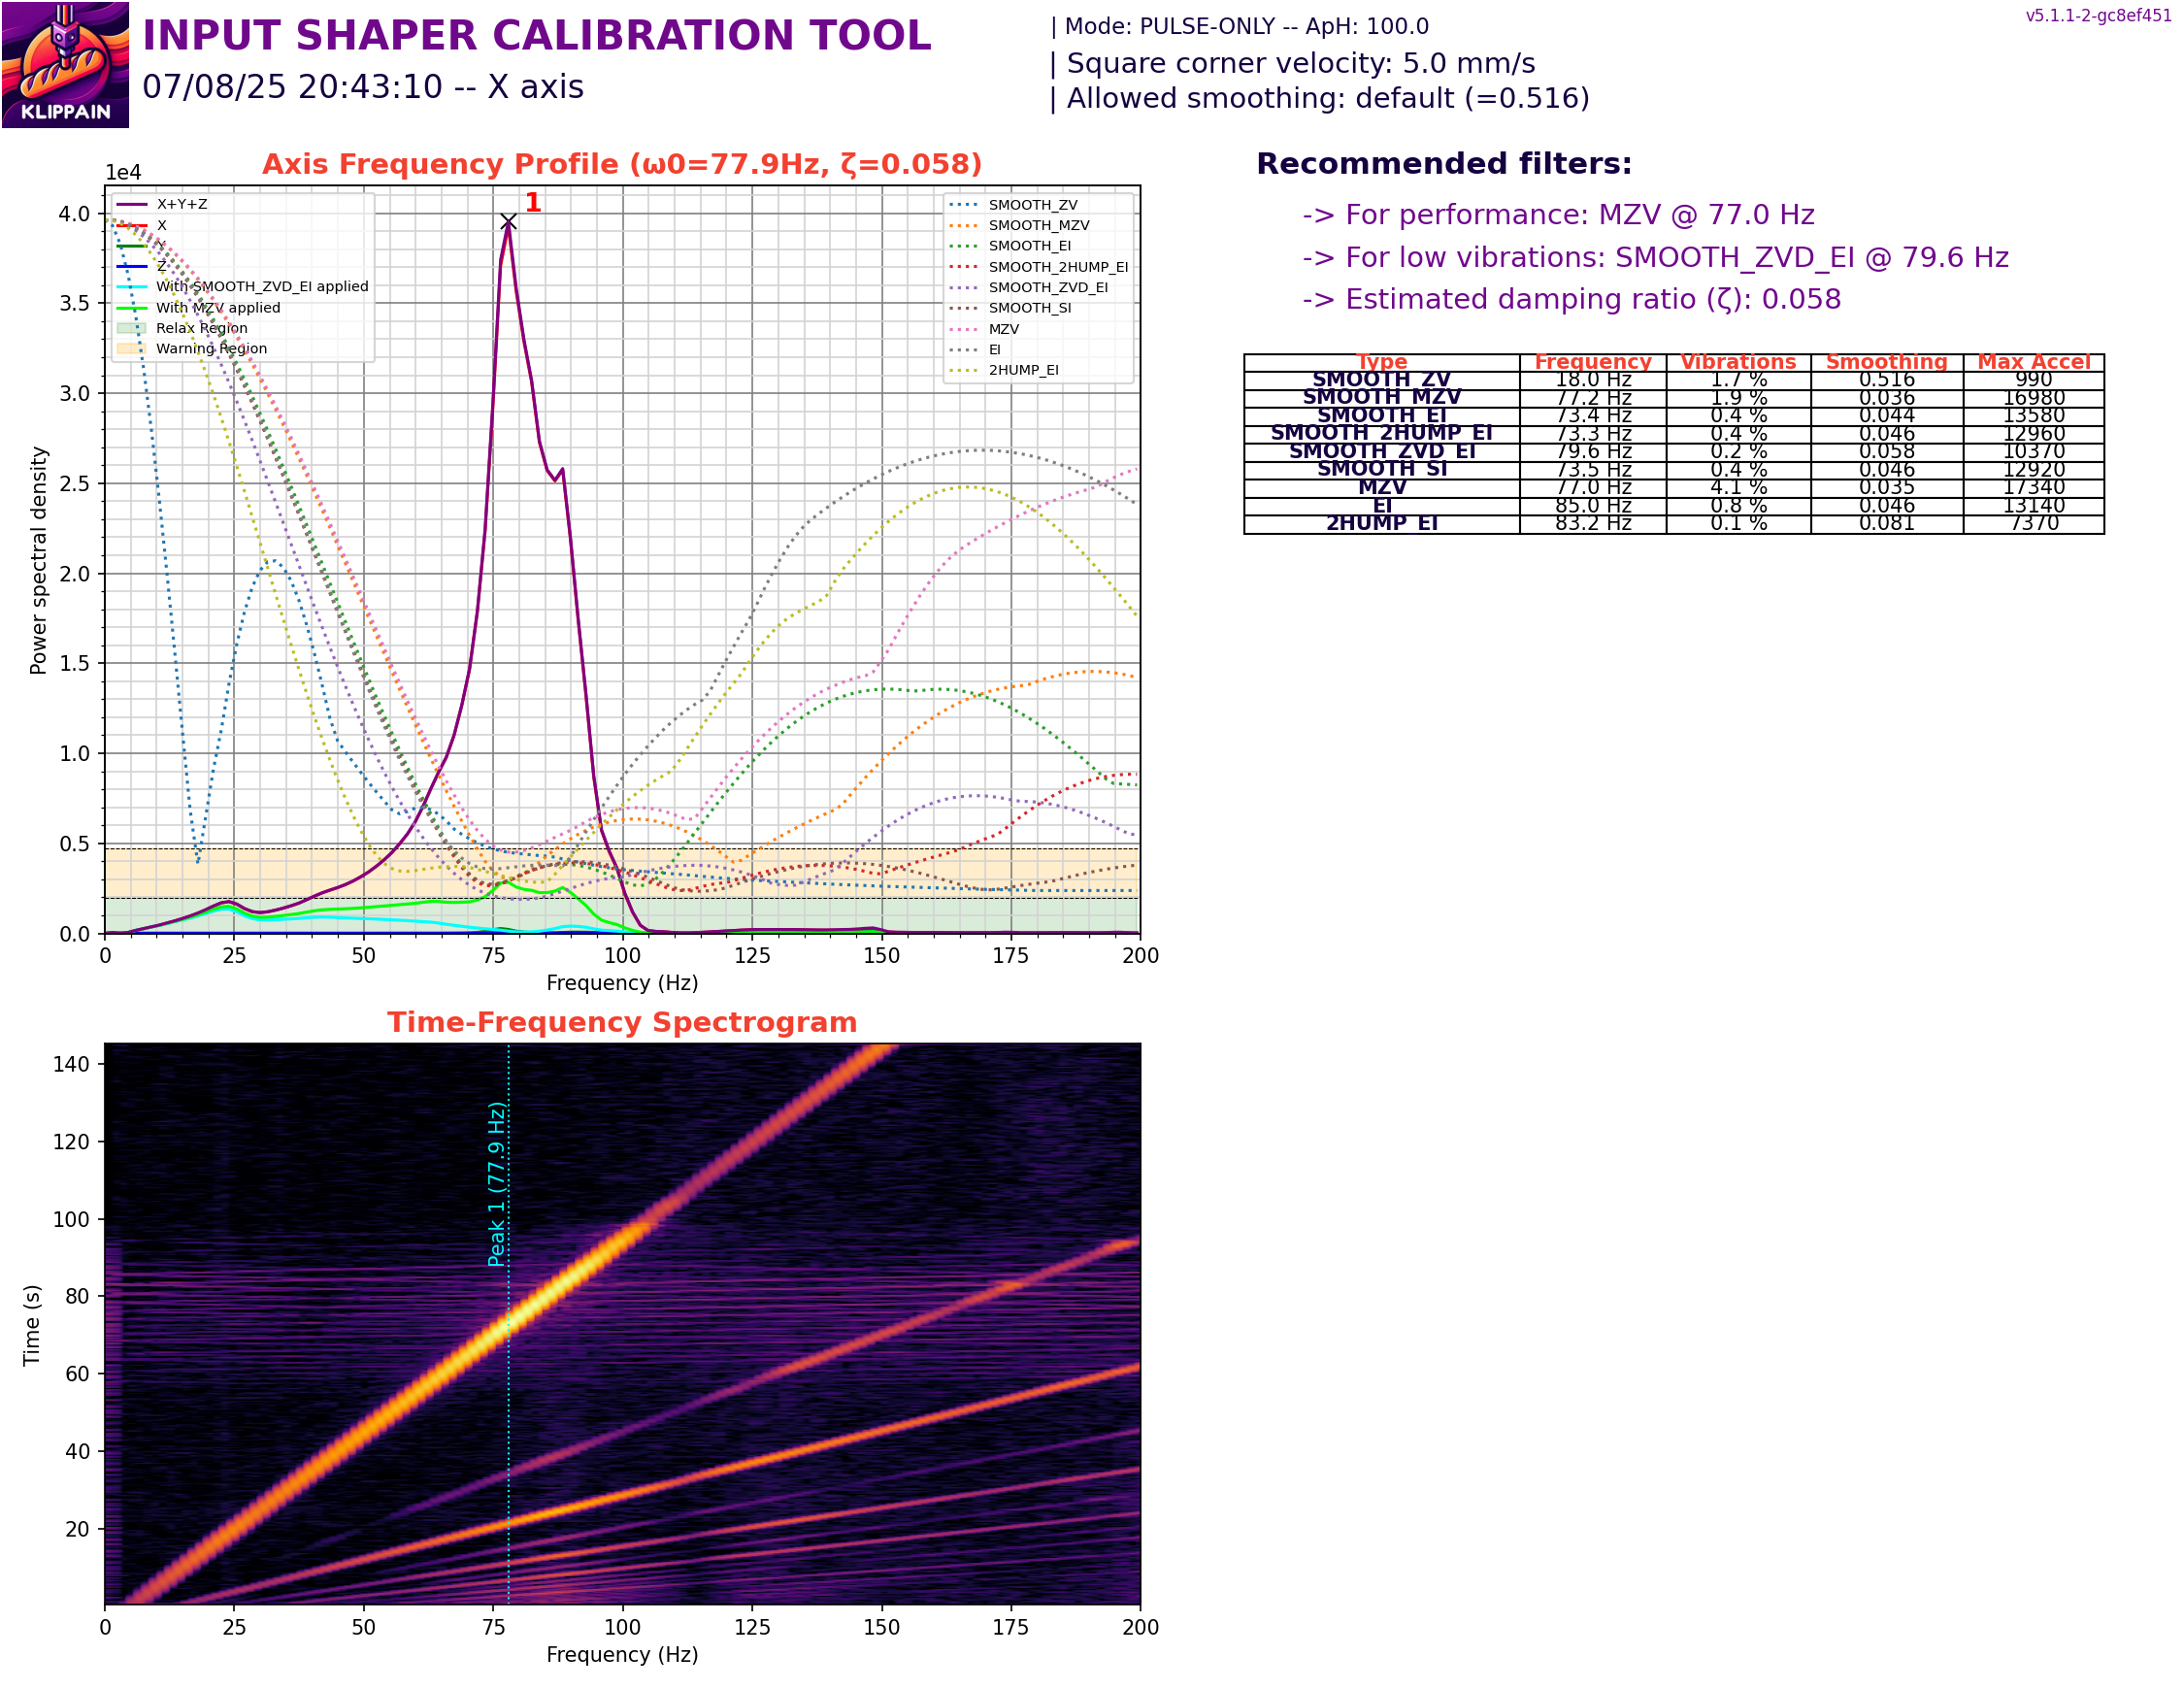 INPUT SHAPER CALIBRATION TOOL
07/08/25 20:43:10 -- X axis
KLIPPAIN
| Mode: PULSE-ONLY -- ApH: 100.0
| Square corner velocity: 5.0 mm/s
| Allowed smoothing: default (=0.516)
v5.1.1-2-gc8ef451
Axis Frequency Profile (ω0=77.9Hz, ζ=0.058)
1e4
1
X+Y+Z
X
Y
Z
With SMOOTH_ZVD_EI applied
With MZV applied
Relax Region
Warning Region
SMOOTH_ZV
SMOOTH_MZV
SMOOTH_EI
SMOOTH_2HUMP_EI
SMOOTH_ZVD_EI
SMOOTH_SI
MZV
EI
2HUMP_EI
Power spectral density
4.0
3.5
3.0
2.5
2.0
1.5
1.0
0.5
0.0
0 25 50 75 100 125 150 175 200
Frequency (Hz)
Recommended filters:
-> For performance: MZV @ 77.0 Hz
-> For low vibrations: SMOOTH_ZVD_EI @ 79.6 Hz
-> Estimated damping ratio (ζ): 0.058
Type Frequency Vibrations Smoothing Max Accel
SMOOTH_ZV 18.0 Hz 1.7 % 0.516 990
SMOOTH_MZV 77.2 Hz 1.9 % 0.036 16980
SMOOTH_EI 73.4 Hz 0.4 % 0.044 13580
SMOOTH_2HUMP_EI 73.3 Hz 0.4 % 0.046 12960
SMOOTH_ZVD_EI 79.6 Hz 0.2 % 0.058 10370
SMOOTH_SI 73.5 Hz 0.4 % 0.046 12920
MZV 77.0 Hz 4.1 % 0.035 17340
EI 85.0 Hz 0.8 % 0.046 13140
2HUMP_EI 83.2 Hz 0.1 % 0.081 7370
Time-Frequency Spectrogram
Time (s)
140
120
100
80
60
40
20
Peak 1 (77.9 Hz)
0 25 50 75 100 125 150 175 200
Frequency (Hz)